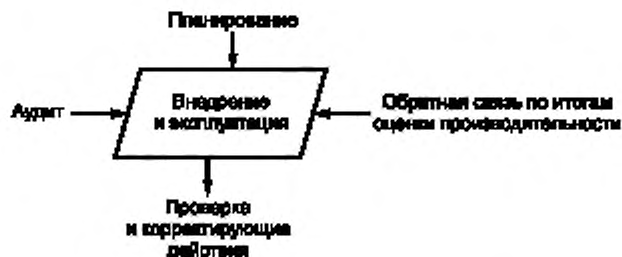 Планирование
Аудит
Внедрение
и эксплуатация
Обратная связь по итогам
оценки производительности
Проверка
и корректирующие
действия